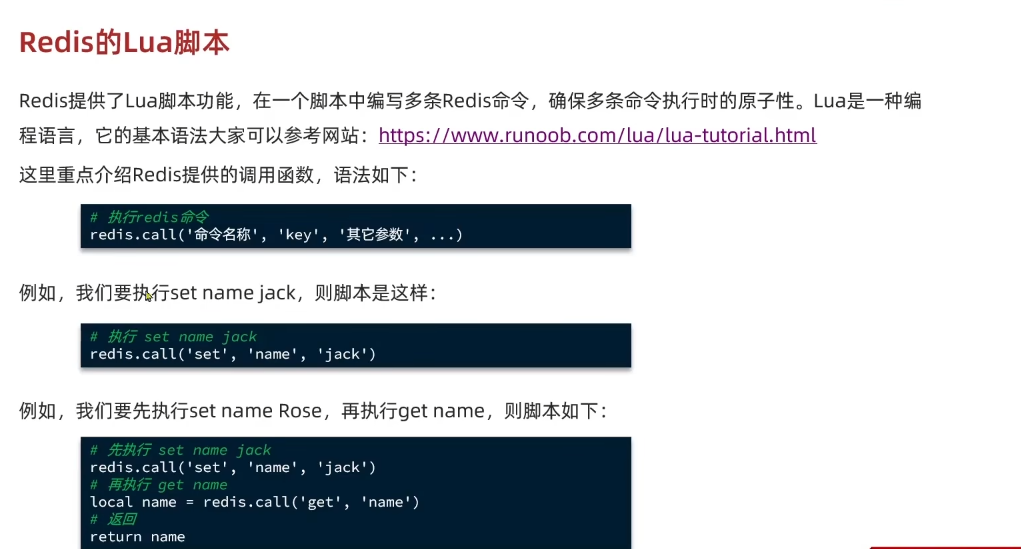 Redis的Lua脚本
Redis提供了Lua脚本功能，在一个脚本中编写多条Redis命令，确保多条命令执行时的原子性。Lua是一种编
程语言，它的基本语法大家可以参考网站：https://www.runoob.com/lua/lua-tutorial.html
这里重点介绍Redis提供的调用函数，语法如下：
# 执行redis命令
redis.call('命令名称', 'key', '其它参数', ...)
例如，我们要执行set name jack，则脚本是这样：
# 执行 set name jack
redis.call('set', 'name', 'jack')
例如，我们要先执行set name Rose，再执行get name，则脚本如下：
# 先执行 set name jack
redis.call('set', 'name', 'jack')
# 再执行 get name
local name = redis.call('get', 'name')
# 返回
return name